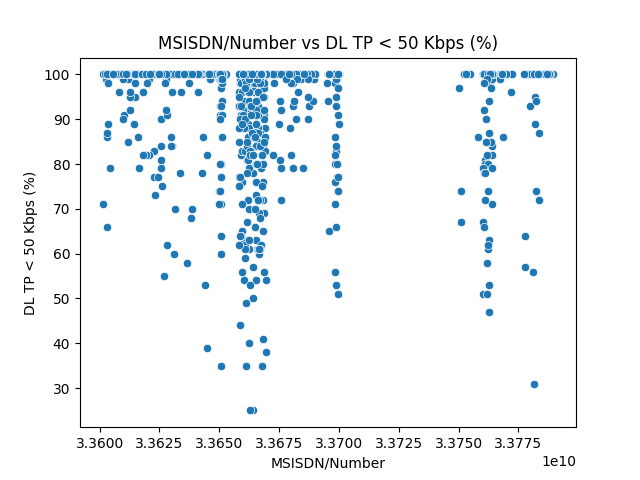 MSISDN/Number vs DL TP < 50 Kbps (%)
100
90
80
70
60
50
40
30
DL TP < 50 Kbps (%)
3.3600 3.3625 3.3650 3.3675 3.3700 3.3725 3.3750 3.3775
1e10
MSISDN/Number